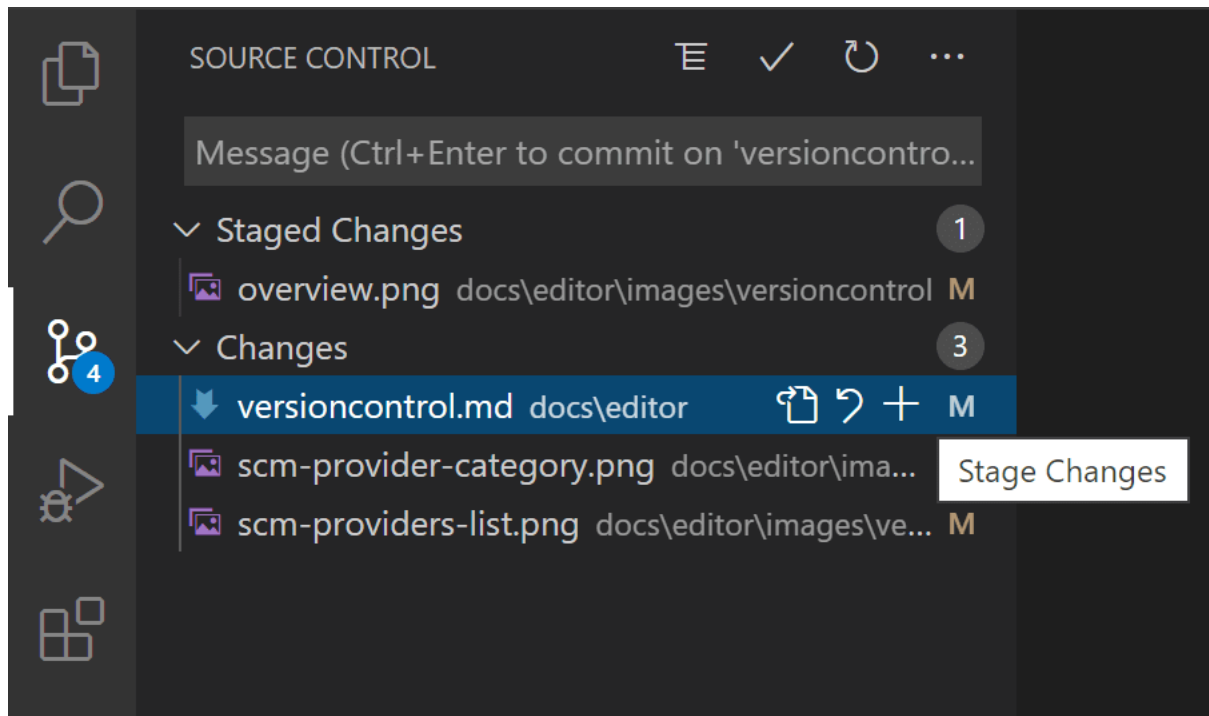 SOURCE CONTROL
Message (Ctrl+Enter to commit on 'versioncontro...
Staged Changes 1
overview.png docs\editor\images\versioncontrol M
4
Changes 3
versioncontrol.md docs\editor M
scm-provider-category.png docs\editor\ima...
Stage Changes
scm-providers-list.png docs\editor\images\ve... M